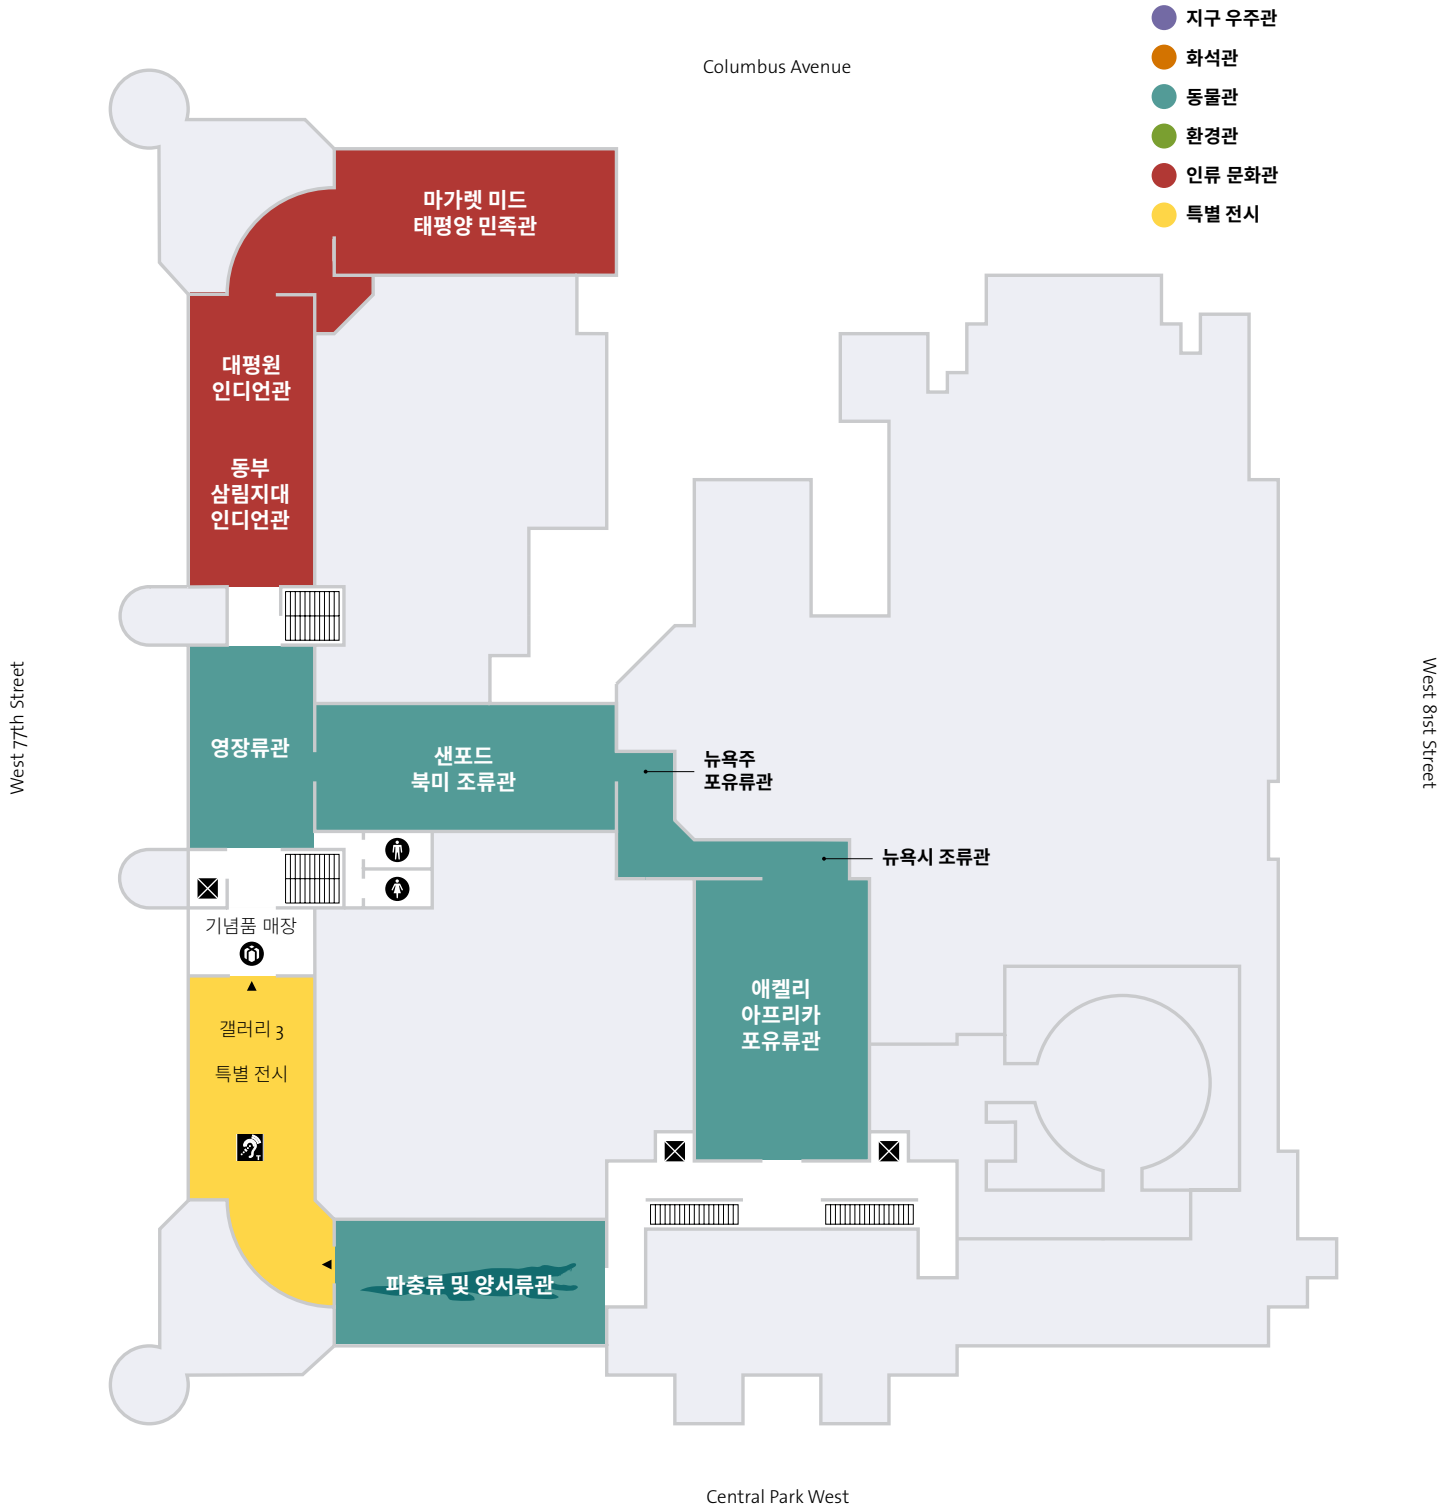 지구 우주관
화석관
동물관
환경관
인류 문화관
특별 전시
Columbus Avenue
마가렛 미드
태평양 민족관
대평원
인디언관
동부
삼림지대
인디언관
West 77th Street
West 81st Street
영장류관
샌포드
북미 조류관
뉴욕주
포유류관
뉴욕시 조류관
기념품 매장
애켈리
아프리카
포유류관
갤러리 3
특별 전시
T
파충류 및 양서류관
Central Park West